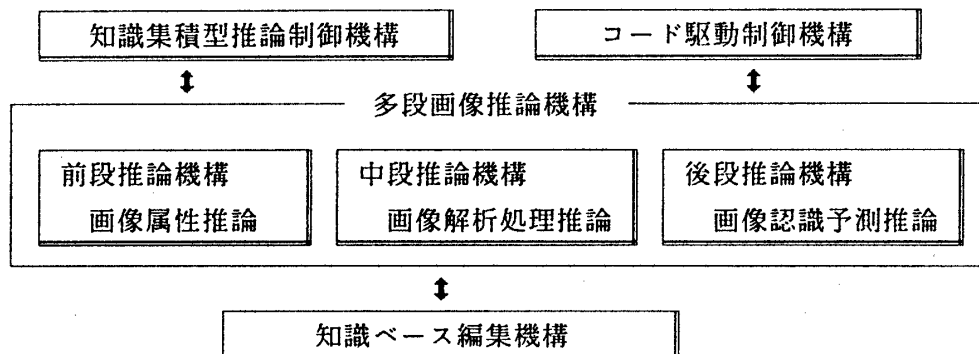 知識集積型推論制御機構
コード駆動制御機構
多段画像推論機構
前段推論機構
画像属性推論
中段推論機構
画像解析処理推論
後段推論機構
画像認識予測推論
知識ベース編集機構